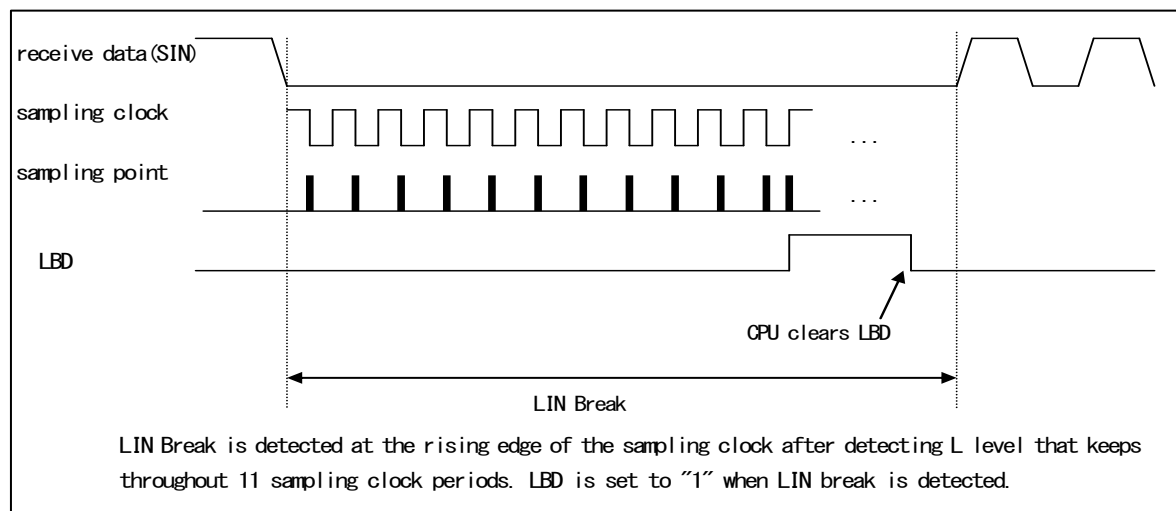 receive data(SIN)
sampling clock
...
sampling point
...
LBD
CPU clears LBD
LIN Break
LIN Break is detected at the rising edge of the sampling clock after detecting L level that keeps
throughout 11 sampling clock periods. LBD is set to ″1″ when LIN break is detected.